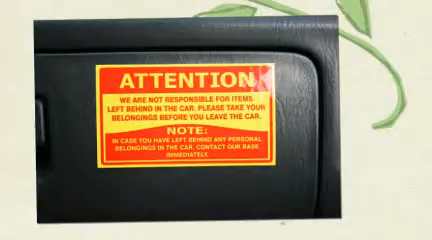 ATTENTION
WE ARE NOT RESPONSIBLE FOR ITEMS
LEFT BEHIND IN THE CAR. PLEASE TAKE YOUR
BELONGINGS BEFORE YOU LEAVE THE CAR.
NOTE:
IN CASE YOU HAVE LEFT BEHIND ANY PERSONAL
BELONGINGS IN THE CAR. CONTACT OUR BASE
IMMEDIATELY.